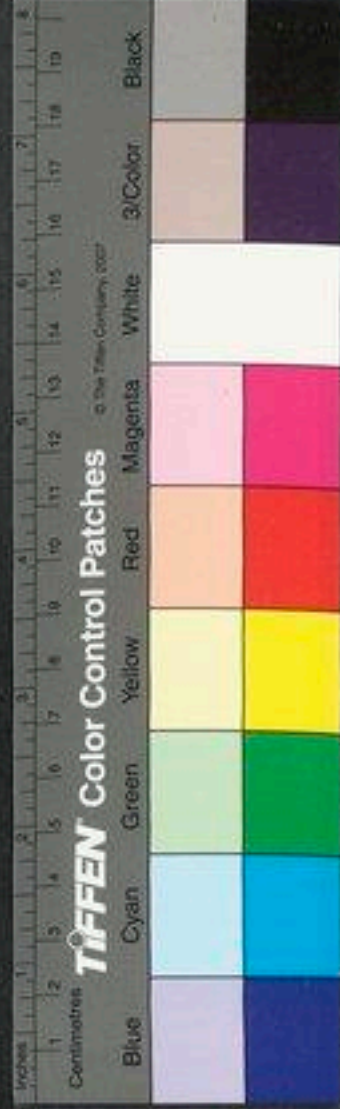 Inches 1 2 3 4 5 6 7 8
Centimetres 1 2 3 4 5 6 7 8 9 10 11 12 13 14 15 16 17 18 19
TIFFEN Color Control Patches
© The Tiffen Company, 2007
Blue Cyan Green Yellow Red Magenta White 3/Color Black